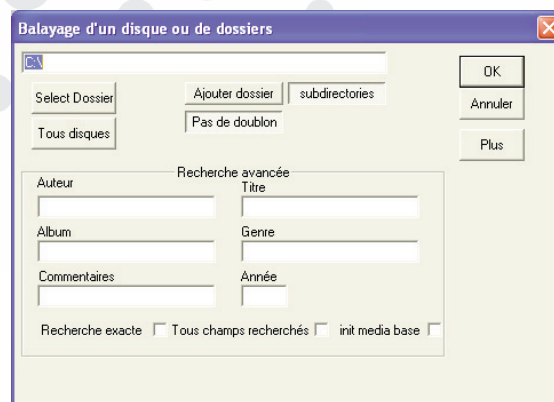 Balayage d'un disque ou de dossiers
C:\
OK
Select Dossier
Ajouter dossier
subdirectories
Annuler
Pas de doublon
Tous disques
Plus
Recherche avancée
Auteur
Titre
Album
Genre
Commentaires
Année
Recherche exacte
Tous champs recherchés
init media base